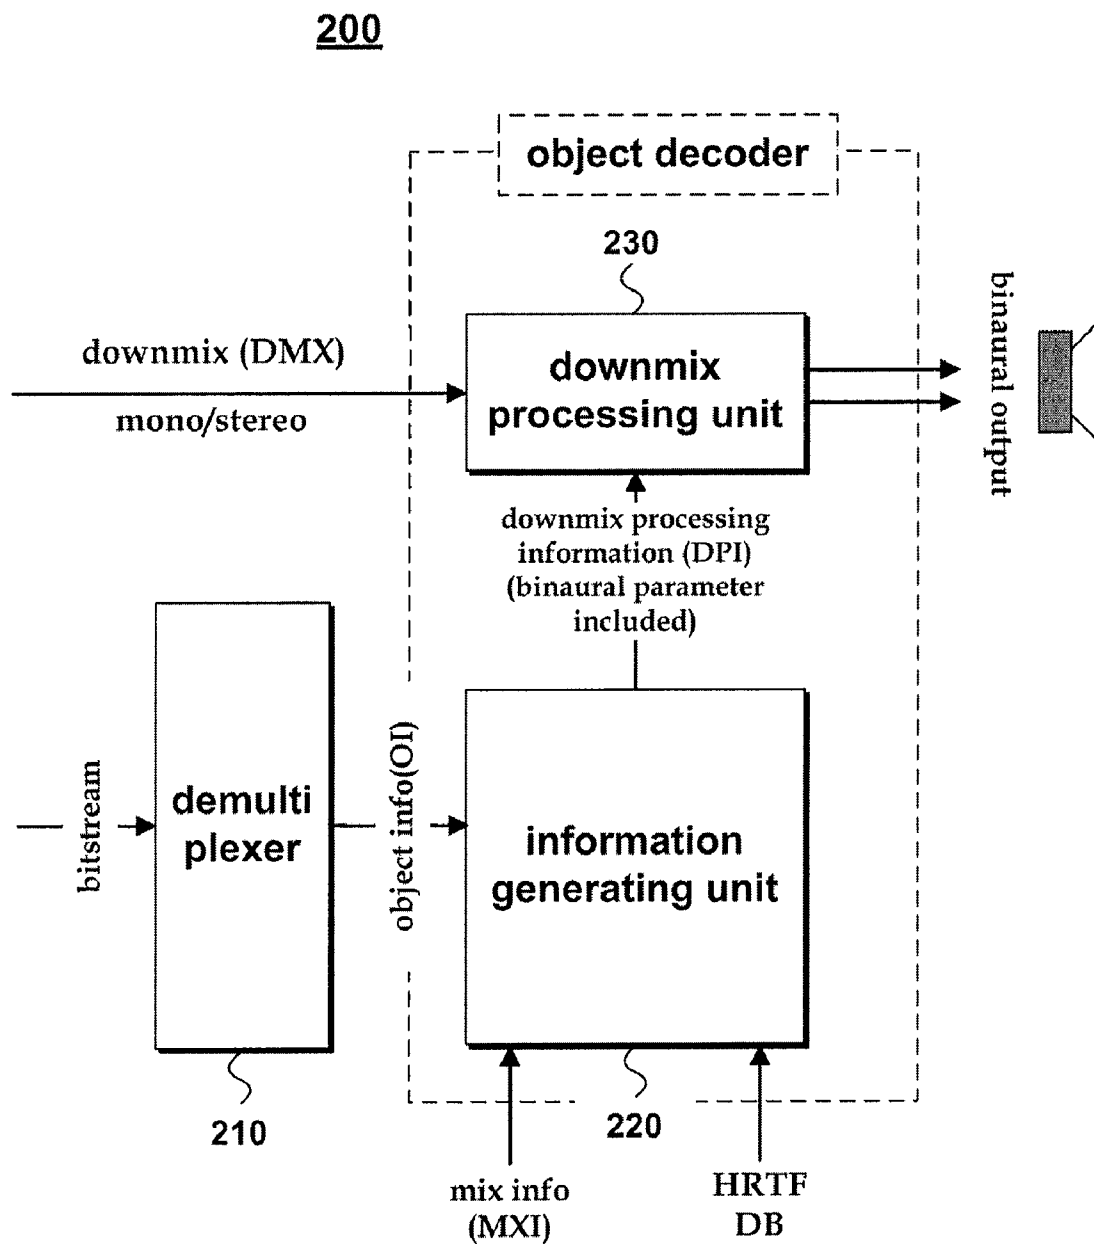 200
object decoder
230
downmix (DMX)
mono/stereo
downmix
processing unit
binaural output
downmix processing
information (DPI)
(binaural parameter
included)
bitstream
demulti
plexer
object info(OI)
information
generating unit
210
220
mix info
(MXI)
HRTF
DB